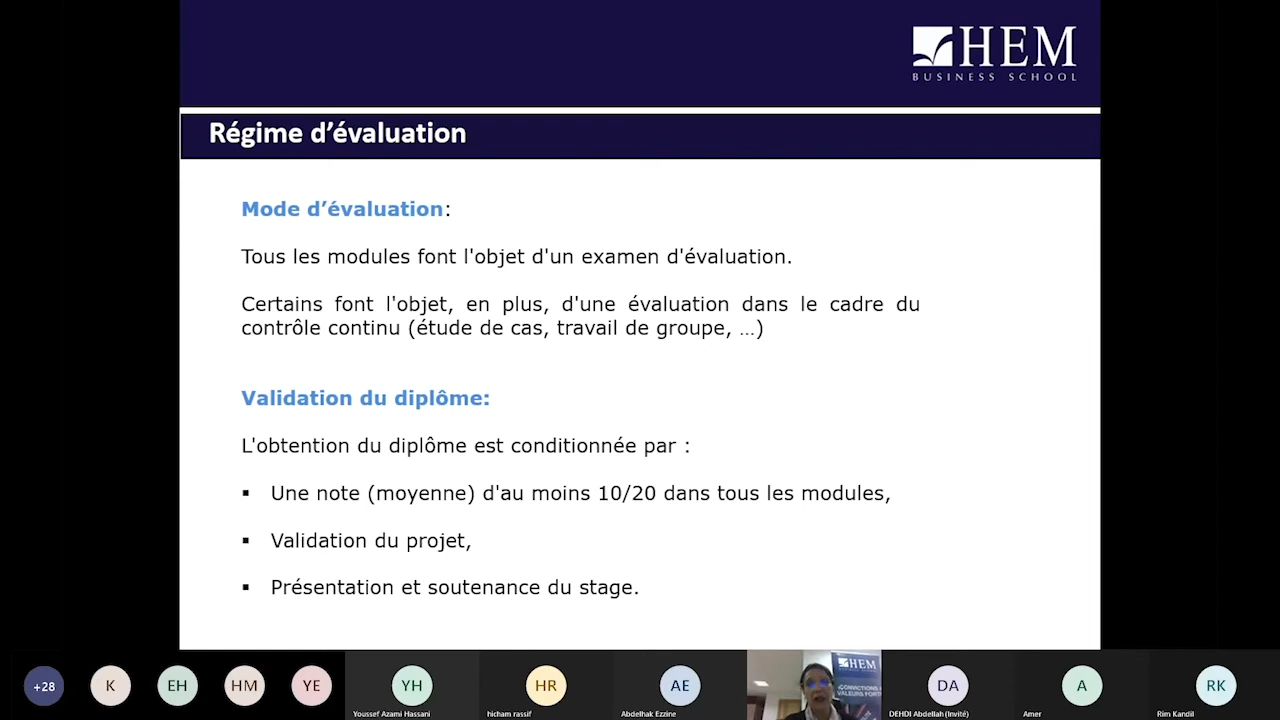 HEM
BUSINESS SCHOOL
Régime d’évaluation
Mode d’évaluation:
Tous les modules font l'objet d'un examen d'évaluation.
Certains font l'objet, en plus, d'une évaluation dans le cadre du
contrôle continu (étude de cas, travail de groupe, …)
Validation du diplôme:
L'obtention du diplôme est conditionnée par :
▪ Une note (moyenne) d'au moins 10/20 dans tous les modules,
▪ Validation du projet,
▪ Présentation et soutenance du stage.
+28
K
EH
HM
YE
YH
Youssef Azami Hassani
HR
hicham rassif
AE
Abdelhak Ezzine
HEM
CONVICTIONS
VALEURS FORT
DA
DEHDI Abdellah (Invité)
A
Amer
RK
Rim Kandil